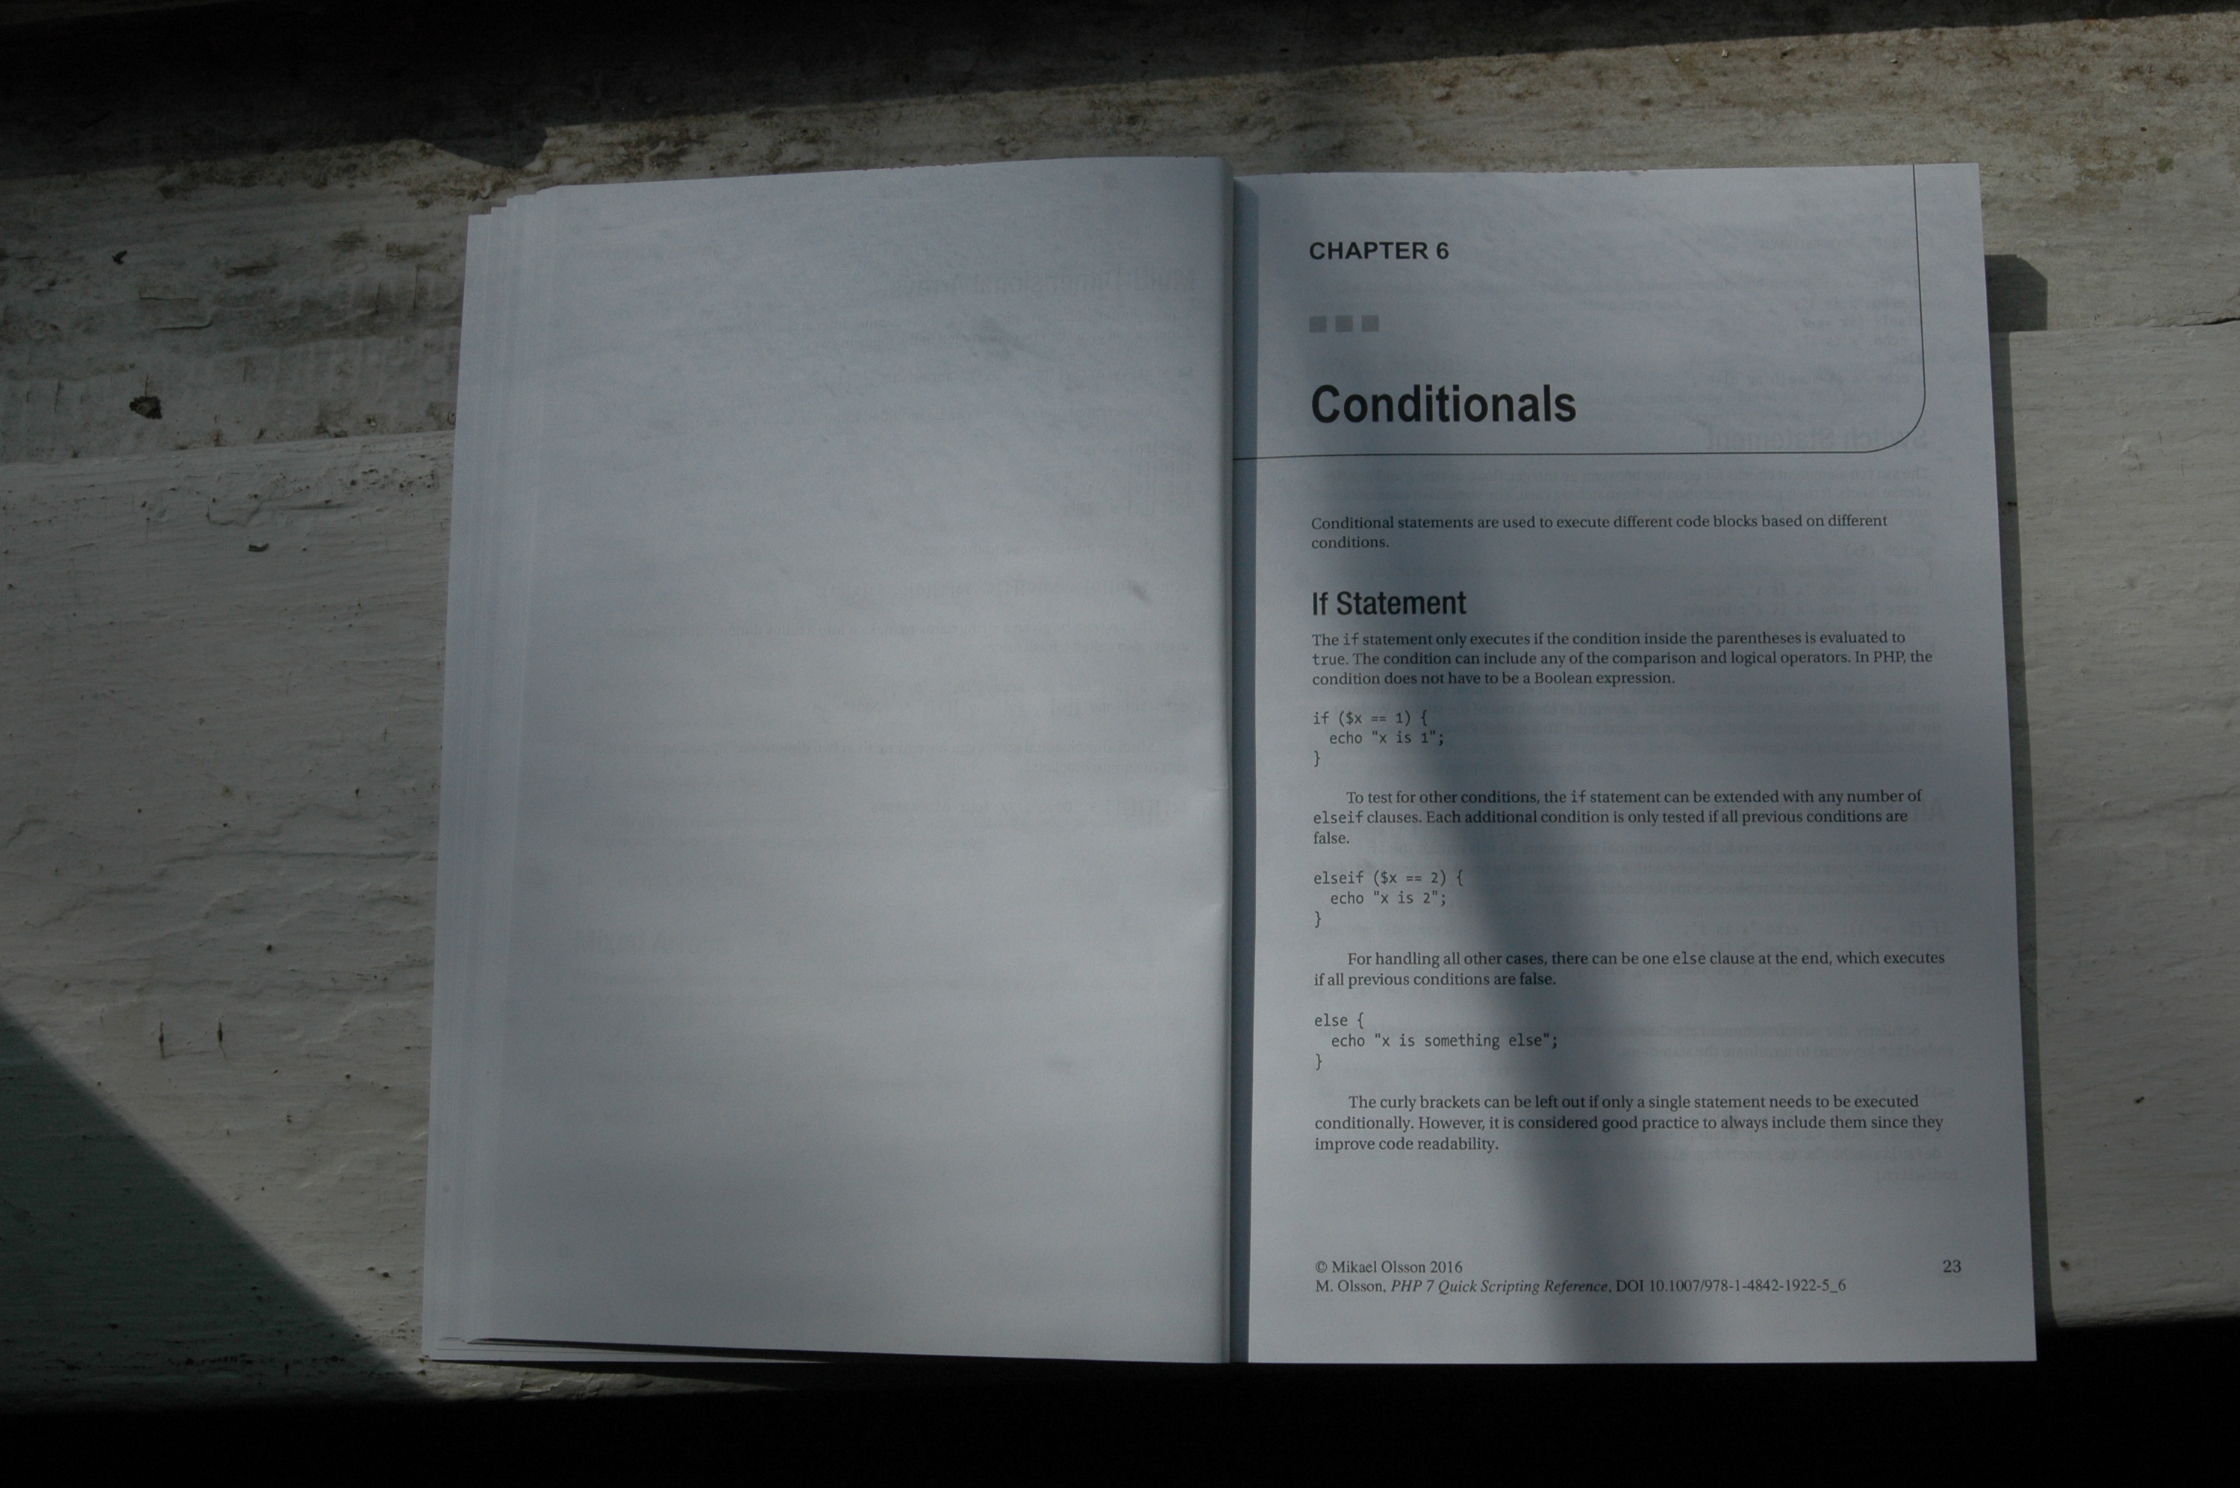 CHAPTER 6
Conditionals
Conditional statements are used to execute different code blocks based on different
conditions.
If Statement
The if statement only executes if the condition inside the parentheses is evaluated to
true. The condition can include any of the comparison and logical operators. In PHP, the
condition does not have to be a Boolean expression.
if ($x == 1) {
  echo "x is 1";
}
To test for other conditions, the if statement can be extended with any number of
elseif clauses. Each additional condition is only tested if all previous conditions are
false.
elseif ($x == 2) {
  echo "x is 2";
}
For handling all other cases, there can be one else clause at the end, which executes
if all previous conditions are false.
else {
  echo "x is something else";
}
The curly brackets can be left out if only a single statement needs to be executed
conditionally. However, it is considered good practice to always include them since they
improve code readability.
© Mikael Olsson 2016
23
M. Olsson, PHP 7 Quick Scripting Reference, DOI 10.1007/978-1-4842-1922-5_6